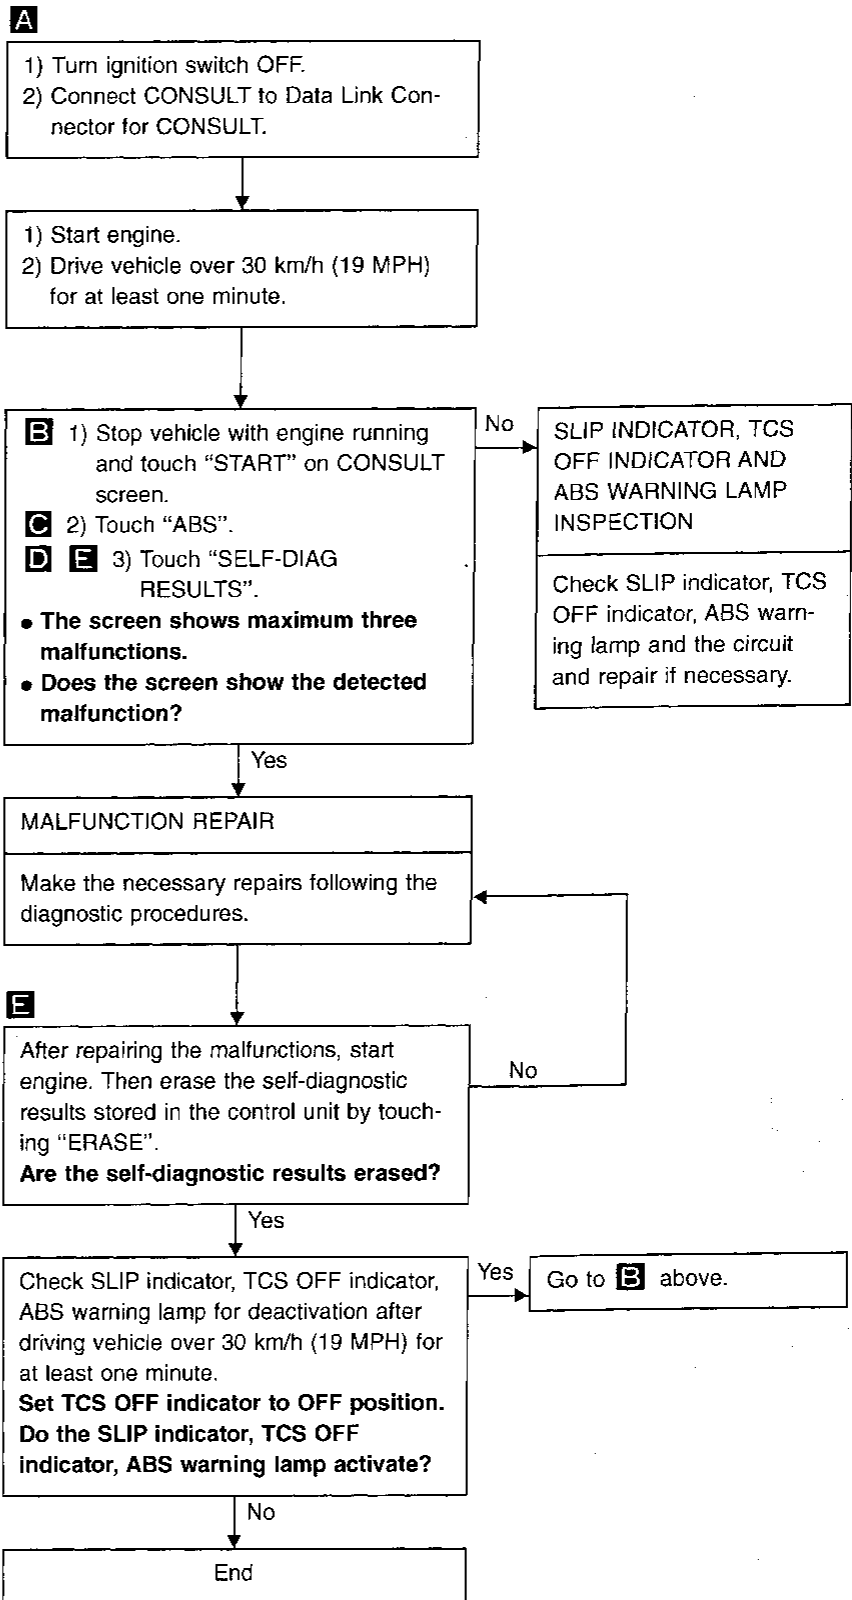 A
1) Turn ignition switch OFF.
2) Connect CONSULT to Data Link Con-
nector for CONSULT.
1) Start engine.
2) Drive vehicle over 30 km/h (19 MPH)
for at least one minute.
B 1) Stop vehicle with engine running
and touch “START” on CONSULT
screen.
C 2) Touch “ABS”.
D E 3) Touch “SELF-DIAG
RESULTS”.
● The screen shows maximum three
malfunctions.
● Does the screen show the detected
malfunction?
No
SLIP INDICATOR, TCS
OFF INDICATOR AND
ABS WARNING LAMP
INSPECTION
Check SLIP indicator, TCS
OFF indicator, ABS warn-
ing lamp and the circuit
and repair if necessary.
Yes
MALFUNCTION REPAIR
Make the necessary repairs following the
diagnostic procedures.
E
After repairing the malfunctions, start
engine. Then erase the self-diagnostic
results stored in the control unit by touch-
ing “ERASE”.
Are the self-diagnostic results erased?
No
Yes
Check SLIP indicator, TCS OFF indicator,
ABS warning lamp for deactivation after
driving vehicle over 30 km/h (19 MPH) for
at least one minute.
Set TCS OFF indicator to OFF position.
Do the SLIP indicator, TCS OFF
indicator, ABS warning lamp activate?
Yes
Go to B above.
No
End